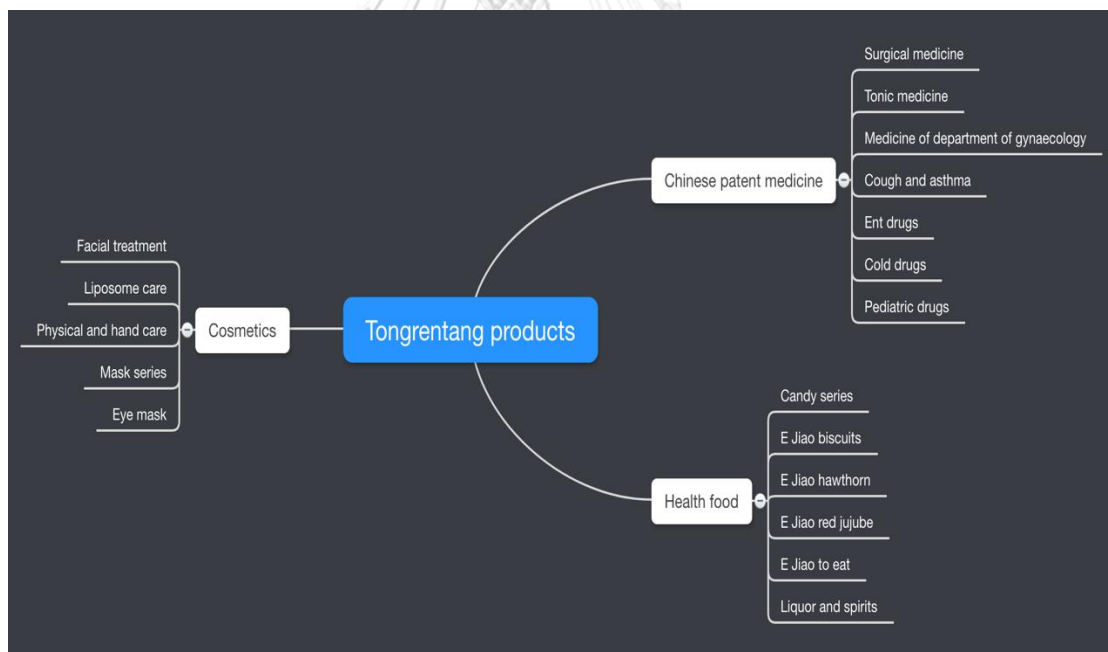 Tongrentang products
Chinese patent medicine
Surgical medicine
Tonic medicine
Medicine of department of gynaecology
Cough and asthma
Ent drugs
Cold drugs
Pediatric drugs
Health food
Candy series
E Jiao biscuits
E Jiao hawthorn
E Jiao red jujube
E Jiao to eat
Liquor and spirits
Cosmetics
Facial treatment
Liposome care
Physical and hand care
Mask series
Eye mask